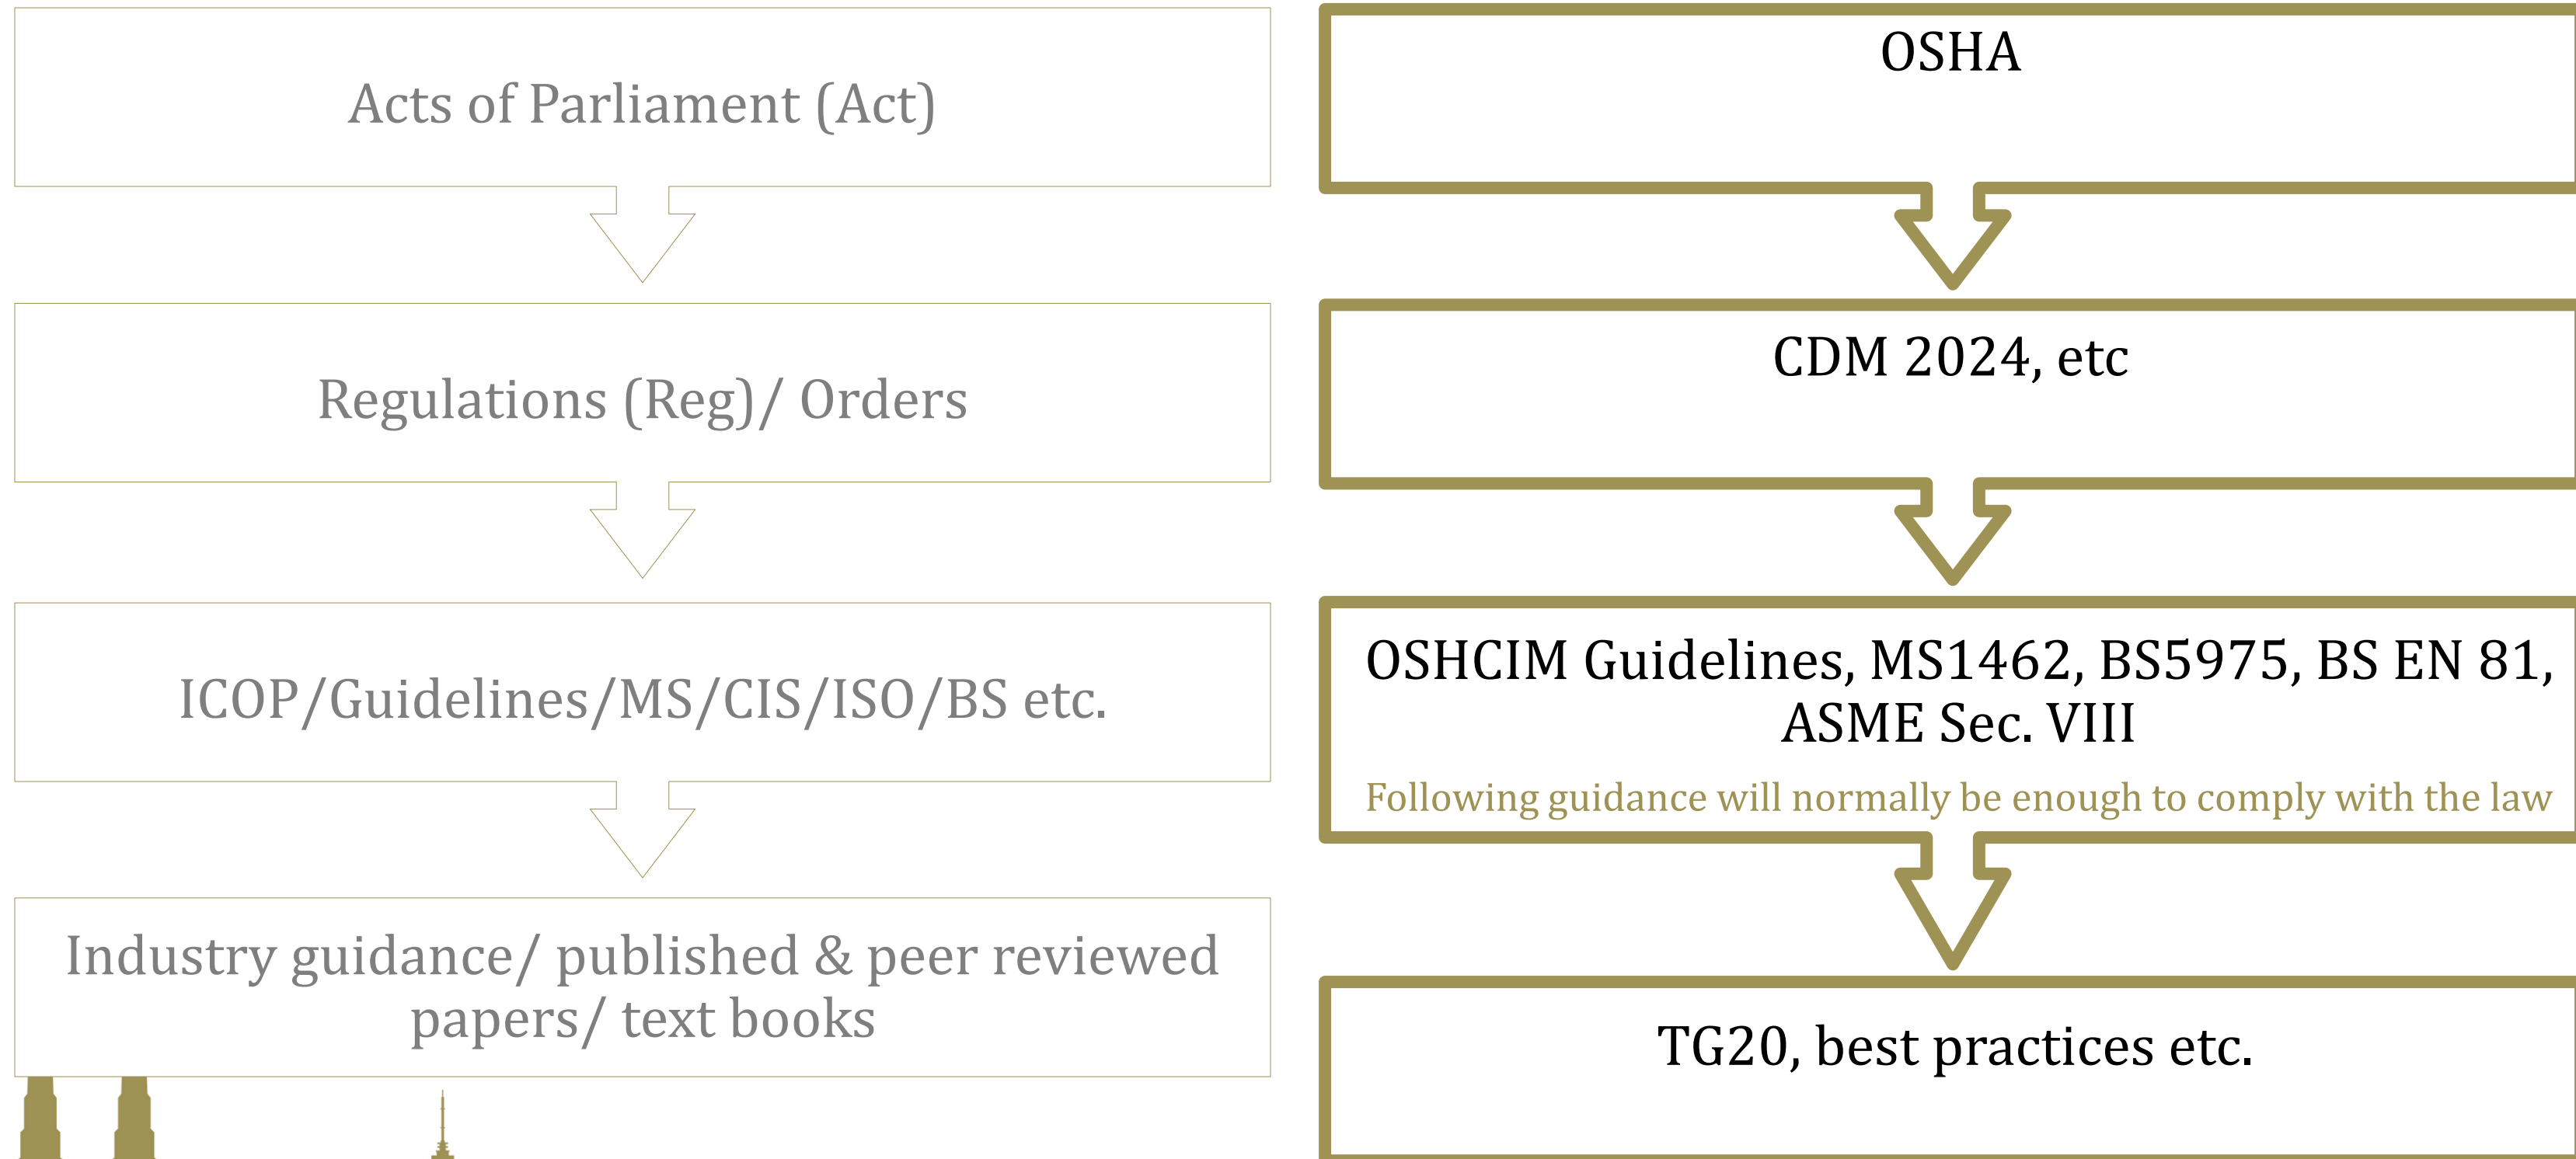 Acts of Parliament (Act)
Regulations (Reg)/ Orders
ICOP/Guidelines/MS/CIS/ISO/BS etc.
Industry guidance/ published & peer reviewed
papers/ text books
OSHA
CDM 2024, etc
OSHCIM Guidelines, MS1462, BS5975, BS EN 81,
ASME Sec. VIII
Following guidance will normally be enough to comply with the law
TG20, best practices etc.